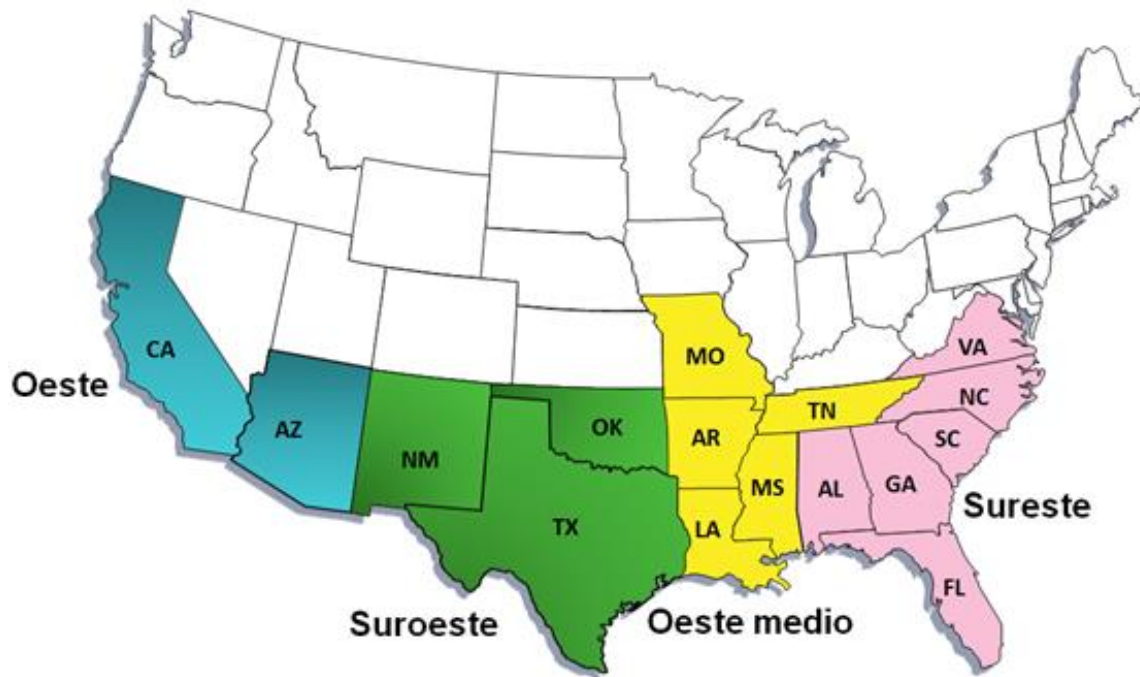 Oeste
CA
AZ
NM
OK
TX
Suroeste
MO
AR
LA
TN
MS
Oeste medio
VA
NC
SC
GA
AL
FL
Sureste